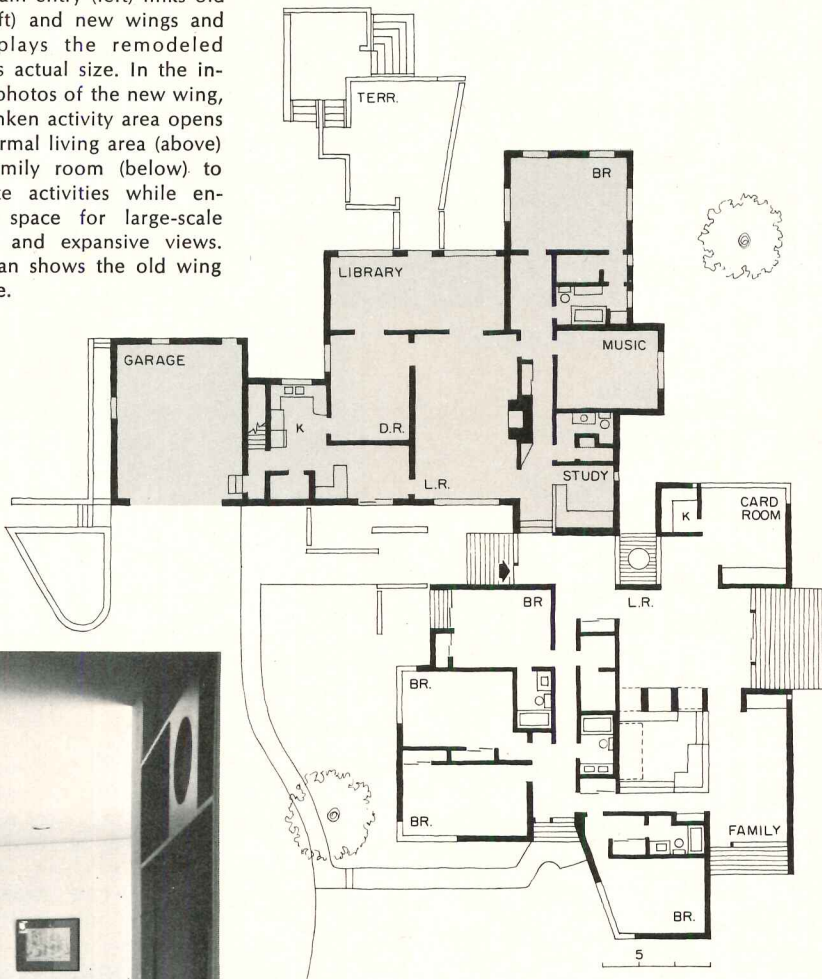 ain entry (left) links old
ft) and new wings and
plays the remodeled
s actual size. In the in-
photos of the new wing,
nken activity area opens
rmal living area (above)
mily room (below) to
te activities while en-
space for large-scale
and expansive views.
an shows the old wing
e.
TERR.
BR
LIBRARY
MUSIC
GARAGE
K
D.R.
L.R.
STUDY
K
CARD
ROOM
BR
L.R.
BR.
BR.
FAMILY
BR.
5